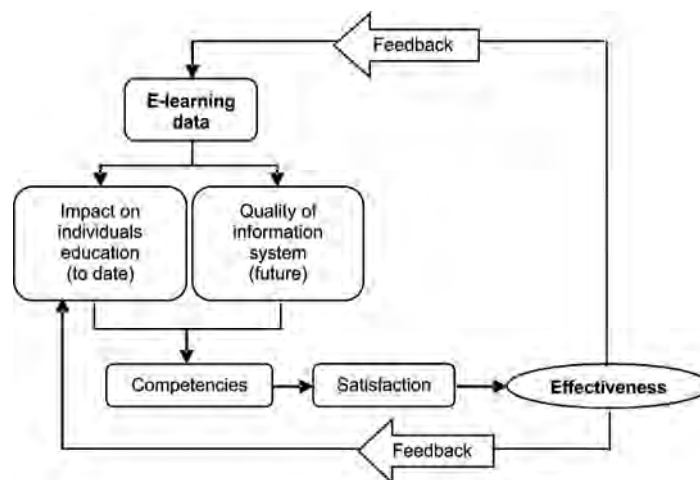 Feedback
E-learning
data
Impact on
individuals
education
(to date)
Quality of
information
system
(future)
Competencies
Satisfaction
Effectiveness
Feedback